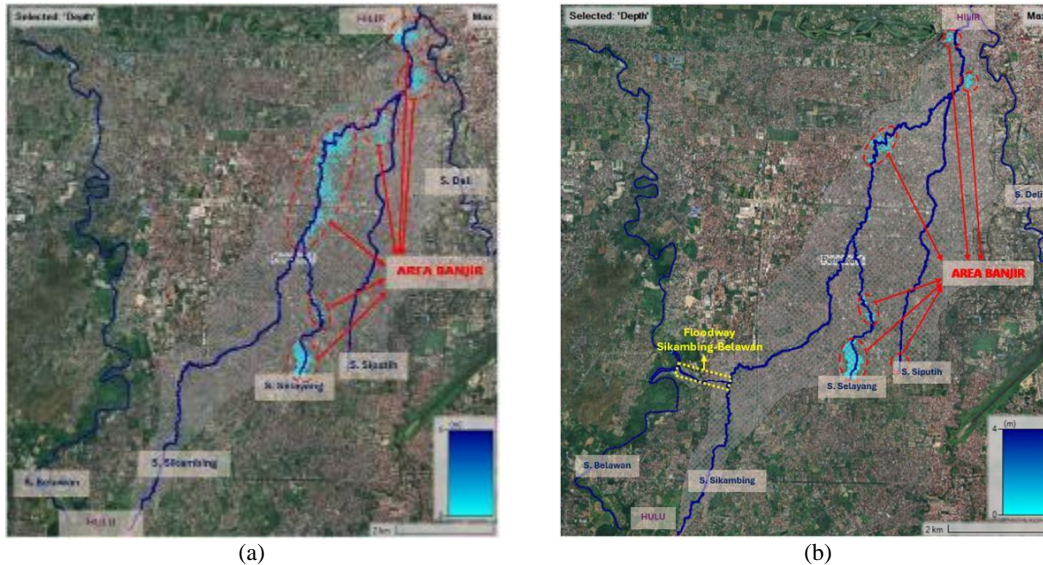 Selected: 'Depth'
HILIR
Max
S. Deli
AREA BANJIR
S. Siputih
S. Selayang
S. Sikambing
S. Belawan
HULU
2 km
(a)
Selected: 'Depth'
HILIR
Max
S. Deli
AREA BANJIR
Floodway
Sikambing-Belawan
S. Siputih
S. Selayang
(m)
4
0
S. Belawan
S. Sikambing
HULU
2 km
(b)